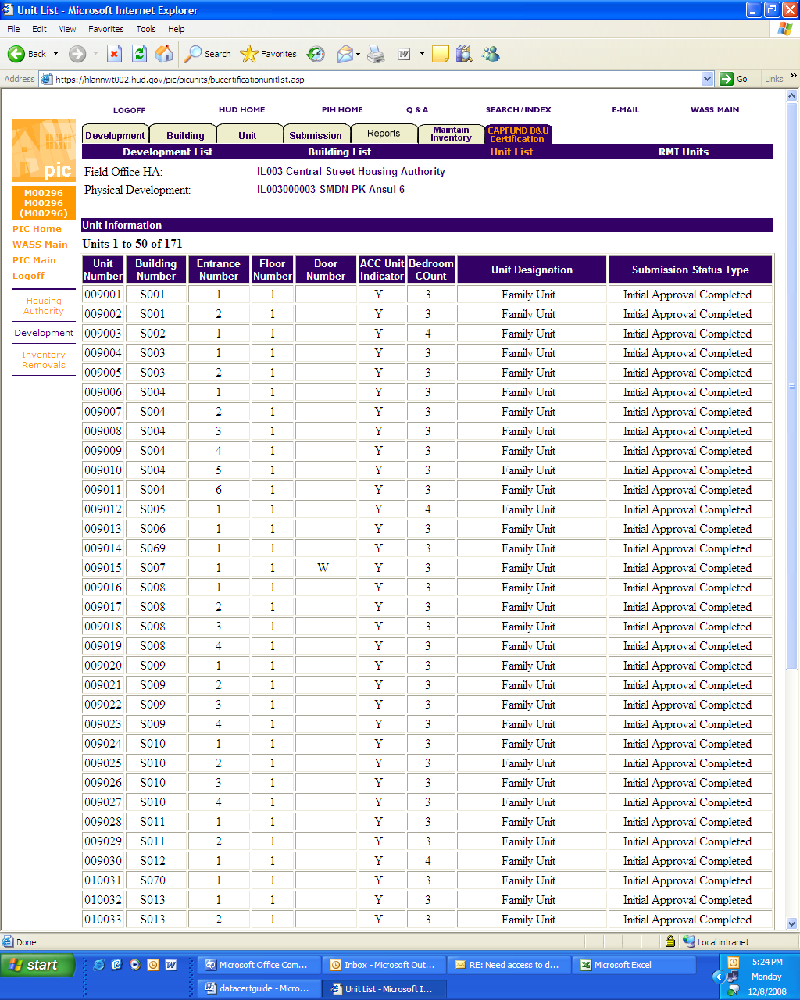 Unit List - Microsoft Internet Explorer
File Edit View Favorites Tools Help
Back Search Favorites
Address https://hlannwt002.hud.gov/pic/picunits/bucertificationunitlist.asp Go Links »
LOGOFF HUD HOME PIH HOME Q & A SEARCH / INDEX E-MAIL WASS MAIN
Development Building Unit Submission Reports Maintain Inventory CAPFUND B&U Certification
Development List Building List Unit List RMI Units
pic
M00296
M00296
(M00296)
PIC Home
WASS Main
PIC Main
Logoff
Housing
Authority
Development
Inventory
Removals
Field Office HA: IL003 Central Street Housing Authority
Physical Development: IL003000003 SMDN PK Ansul 6
Unit Information
Units 1 to 50 of 171
Unit Number Building Number Entrance Number Floor Number Door Number ACC Unit Indicator Bedroom COunt Unit Designation Submission Status Type
009001 S001 1 1 Y 3 Family Unit Initial Approval Completed
009002 S001 2 1 Y 3 Family Unit Initial Approval Completed
009003 S002 1 1 Y 4 Family Unit Initial Approval Completed
009004 S003 1 1 Y 3 Family Unit Initial Approval Completed
009005 S003 2 1 Y 3 Family Unit Initial Approval Completed
009006 S004 1 1 Y 3 Family Unit Initial Approval Completed
009007 S004 2 1 Y 3 Family Unit Initial Approval Completed
009008 S004 3 1 Y 3 Family Unit Initial Approval Completed
009009 S004 4 1 Y 3 Family Unit Initial Approval Completed
009010 S004 5 1 Y 3 Family Unit Initial Approval Completed
009011 S004 6 1 Y 3 Family Unit Initial Approval Completed
009012 S005 1 1 Y 4 Family Unit Initial Approval Completed
009013 S006 1 1 Y 3 Family Unit Initial Approval Completed
009014 S069 1 1 Y 3 Family Unit Initial Approval Completed
009015 S007 1 1 W Y 3 Family Unit Initial Approval Completed
009016 S008 1 1 Y 3 Family Unit Initial Approval Completed
009017 S008 2 1 Y 3 Family Unit Initial Approval Completed
009018 S008 3 1 Y 3 Family Unit Initial Approval Completed
009019 S008 4 1 Y 3 Family Unit Initial Approval Completed
009020 S009 1 1 Y 3 Family Unit Initial Approval Completed
009021 S009 2 1 Y 3 Family Unit Initial Approval Completed
009022 S009 3 1 Y 3 Family Unit Initial Approval Completed
009023 S009 4 1 Y 3 Family Unit Initial Approval Completed
009024 S010 1 1 Y 3 Family Unit Initial Approval Completed
009025 S010 2 1 Y 3 Family Unit Initial Approval Completed
009026 S010 3 1 Y 3 Family Unit Initial Approval Completed
009027 S010 4 1 Y 3 Family Unit Initial Approval Completed
009028 S011 1 1 Y 3 Family Unit Initial Approval Completed
009029 S011 2 1 Y 3 Family Unit Initial Approval Completed
009030 S012 1 1 Y 4 Family Unit Initial Approval Completed
010031 S070 1 1 Y 3 Family Unit Initial Approval Completed
010032 S013 1 1 Y 3 Family Unit Initial Approval Completed
010033 S013 2 1 Y 3 Family Unit Initial Approval Completed
Done Local intranet
start Microsoft Office Com... Inbox - Microsoft Out... RE: Need access to d... Microsoft Excel 5:24 PM
Monday
datacertguide - Micro... Unit List - Microsoft I... 12/8/2008